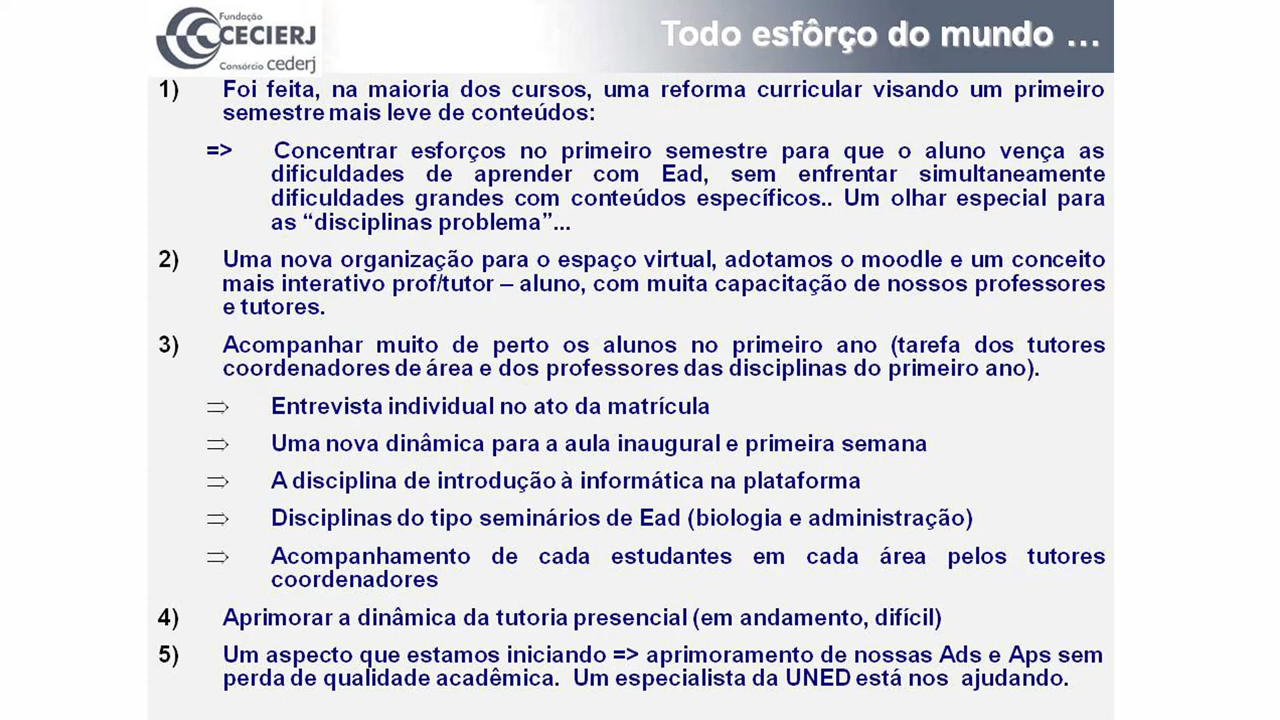 Fundação
CECIERJ
Consórcio cederj
Todo esfôrço do mundo ...
1) Foi feita, na maioria dos cursos, uma reforma curricular visando um primeiro
semestre mais leve de conteúdos:
=> Concentrar esforços no primeiro semestre para que o aluno vença as
dificuldades de aprender com Ead, sem enfrentar simultaneamente
dificuldades grandes com conteúdos específicos.. Um olhar especial para
as “disciplinas problema”...
2) Uma nova organização para o espaço virtual, adotamos o moodle e um conceito
mais interativo prof/tutor – aluno, com muita capacitação de nossos professores
e tutores.
3) Acompanhar muito de perto os alunos no primeiro ano (tarefa dos tutores
coordenadores de área e dos professores das disciplinas do primeiro ano).
⇒ Entrevista individual no ato da matrícula
⇒ Uma nova dinâmica para a aula inaugural e primeira semana
⇒ A disciplina de introdução à informática na plataforma
⇒ Disciplinas do tipo seminários de Ead (biologia e administração)
⇒ Acompanhamento de cada estudantes em cada área pelos tutores
coordenadores
4) Aprimorar a dinâmica da tutoria presencial (em andamento, difícil)
5) Um aspecto que estamos iniciando => aprimoramento de nossas Ads e Aps sem
perda de qualidade acadêmica. Um especialista da UNED está nos ajudando.